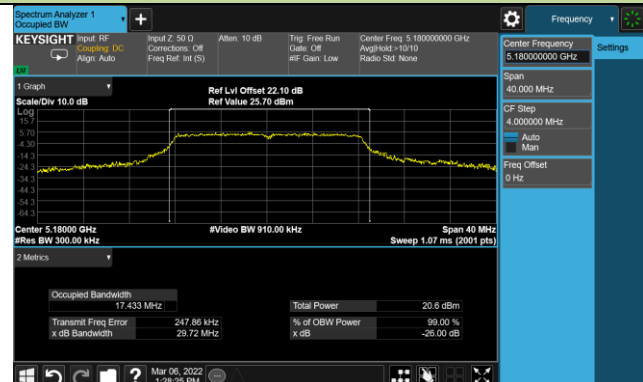 Spectrum Analyzer 1
Occupied BW
Frequency
KEYSIGHT
Input: RF
Coupling: DC
Align: Auto
Input Z: 50 Ω
Corrections: Off
Freq Ref: Int (S)
Atten: 10 dB
Trig: Free Run
Gate: Off
#IF Gain: Low
Center Freq: 5.180000000 GHz
Avg|Hold:>10/10
Radio Std: None
Center Frequency
5.180000000 GHz
Settings
Span
40.000 MHz
CF Step
4.000000 MHz
Auto
Man
Freq Offset
0 Hz
1 Graph
Scale/Div 10.0 dB
Ref Lvl Offset 22.10 dB
Ref Value 25.70 dBm
Log
15.7
5.70
-4.30
-14.3
-24.3
-34.3
-44.3
-54.3
-64.3
Center 5.18000 GHz
#Res BW 300.00 kHz
#Video BW 910.00 kHz
Span 40 MHz
Sweep 1.07 ms (2001 pts)
2 Metrics
Occupied Bandwidth
17.433 MHz
Total Power 20.6 dBm
Transmit Freq Error 247.86 kHz
% of OBW Power 99.00 %
x dB Bandwidth 29.72 MHz
x dB -26.00 dB
Mar 06, 2022
1:28:25 PM